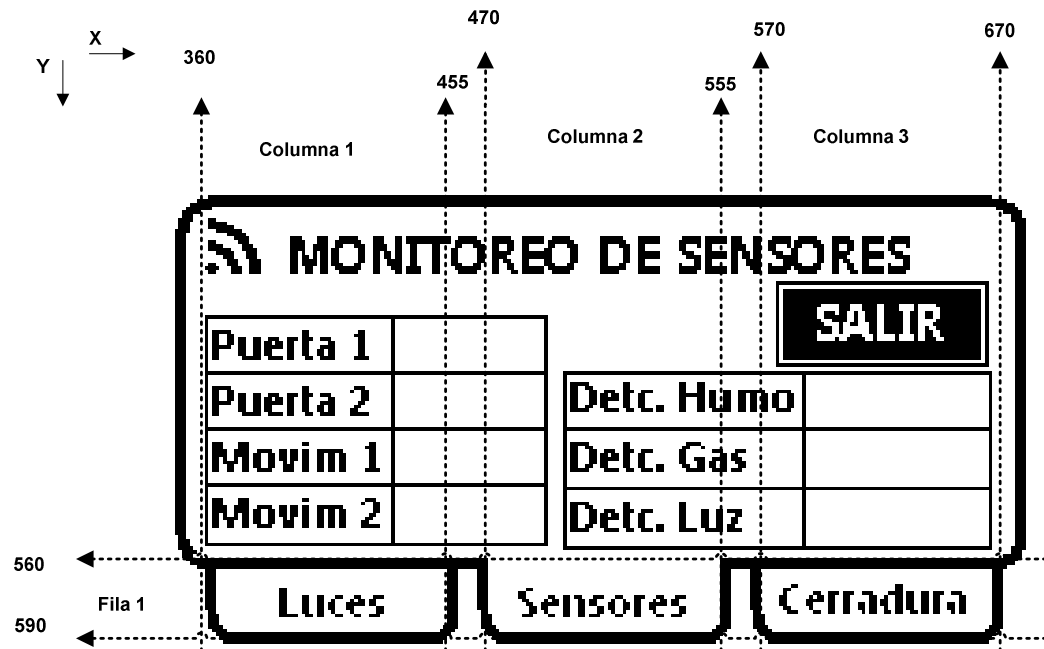 470
X
570
670
Y
360
455
555
Columna 1
Columna 2
Columna 3
MONITOREO DE SENSORES
SALIR
Puerta 1
Puerta 2
Detc. Humo
Movim 1
Detc. Gas
Movim 2
Detc. Luz
560
Fila 1
Luces
Sensores
Cerradura
590